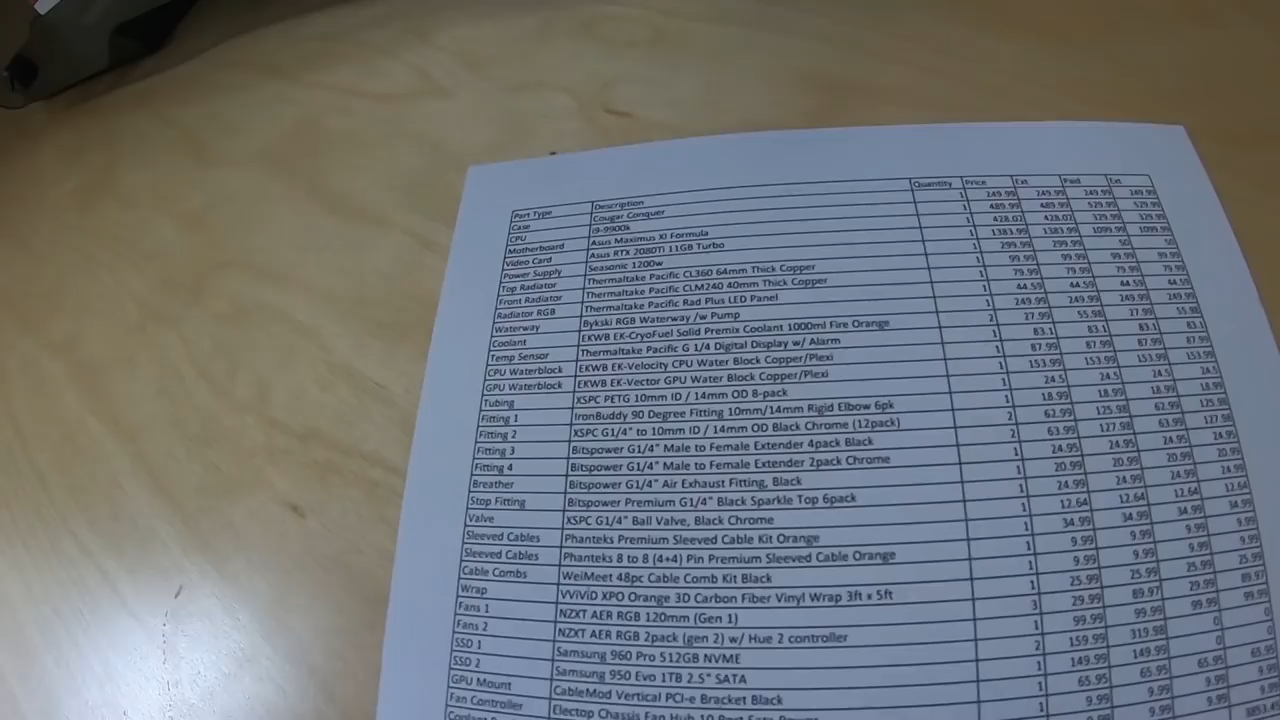 Part Type Description Quantity Price Ext Paid Ext
Case Cougar Conquer 1 249.99 249.99 249.99 249.99
CPU i9-9900k 1 489.99 489.99 529.99 529.99
Motherboard Asus Maximus XI Formula 1 428.02 428.02
Video Card Asus RTX 2080Ti 11GB Turbo 1 1383.99 1383.99 1099.99 1099.99
Power Supply Seasonic 1200w 1 299.99 299.99 50 50
Top Radiator Thermaltake Pacific CL360 64mm Thick Copper 1 99.99 99.99 99.99 99.99
Front Radiator Thermaltake Pacific CLM240 40mm Thick Copper 1 79.99 79.99 79.99 79.99
Radiator RGB Thermaltake Pacific Rad Plus LED Panel 1 44.59 44.59 44.59 44.59
Waterway Bykski RGB Waterway /w Pump 1 249.99 249.99 249.99 249.99
Coolant EKWB EK-CryoFuel Solid Premix Coolant 1000ml Fire Orange 2 27.99 55.98 27.99 55.98
Temp Sensor Thermaltake Pacific G 1/4 Digital Display w/ Alarm 1 83.1 83.1 83.1 83.1
CPU Waterblock EKWB EK-Velocity CPU Water Block Copper/Plexi 1 87.99 87.99 87.99 87.99
GPU Waterblock EKWB EK-Vector GPU Water Block Copper/Plexi 1 153.99 153.99 153.99 153.99
Tubing XSPC PETG 10mm ID / 14mm OD 8-pack 1 24.5 24.5 24.5 24.5
Fitting 1 IronBuddy 90 Degree Fitting 10mm/14mm Rigid Elbow 6pk 1 18.99 18.99 18.99 18.99
Fitting 2 XSPC G1/4" to 10mm ID / 14mm OD Black Chrome (12pack) 2 62.99 125.98 62.99 125.98
Fitting 3 Bitspower G1/4" Male to Female Extender 4pack Black 2 63.99 127.98 63.99 127.98
Fitting 4 Bitspower G1/4" Male to Female Extender 2pack Chrome 1 24.95 24.95 24.95 24.95
Breather Bitspower G1/4" Air Exhaust Fitting, Black 1 20.99 20.99 20.99 20.99
Stop Fitting Bitspower Premium G1/4" Black Sparkle Top 6pack 1 24.99 24.99 24.99 24.99
Valve XSPC G1/4" Ball Valve, Black Chrome 1 12.64 12.64 12.64 12.64
Sleeved Cables Phanteks Premium Sleeved Cable Kit Orange 1 34.99 34.99 34.99 34.99
Sleeved Cables Phanteks 8 to 8 (4+4) Pin Premium Sleeved Cable Orange 1 9.99 9.99 9.99 9.99
Cable Combs WeiMeet 48pc Cable Comb Kit Black 1 9.99 9.99 9.99 9.99
Wrap VViViD XPO Orange 3D Carbon Fiber Vinyl Wrap 3ft x 5ft 1 25.99 25.99 25.99 25.99
Fans 1 NZXT AER RGB 120mm (Gen 1) 3 29.99 89.97 29.99 89.97
Fans 2 NZXT AER RGB 2pack (gen 2) w/ Hue 2 controller 1 99.99 99.99 99.99 99.99
SSD 1 Samsung 960 Pro 512GB NVME 2 159.99 319.98 0 0
SSD 2 Samsung 950 Evo 1TB 2.5" SATA 1 149.99 149.99 0 0
GPU Mount CableMod Vertical PCI-e Bracket Black 1 65.95 65.95 65.95 65.95
Fan Controller Electop Chassis Fan Hub 10 1 9.99 9.99 9.99 9.99
Coolant